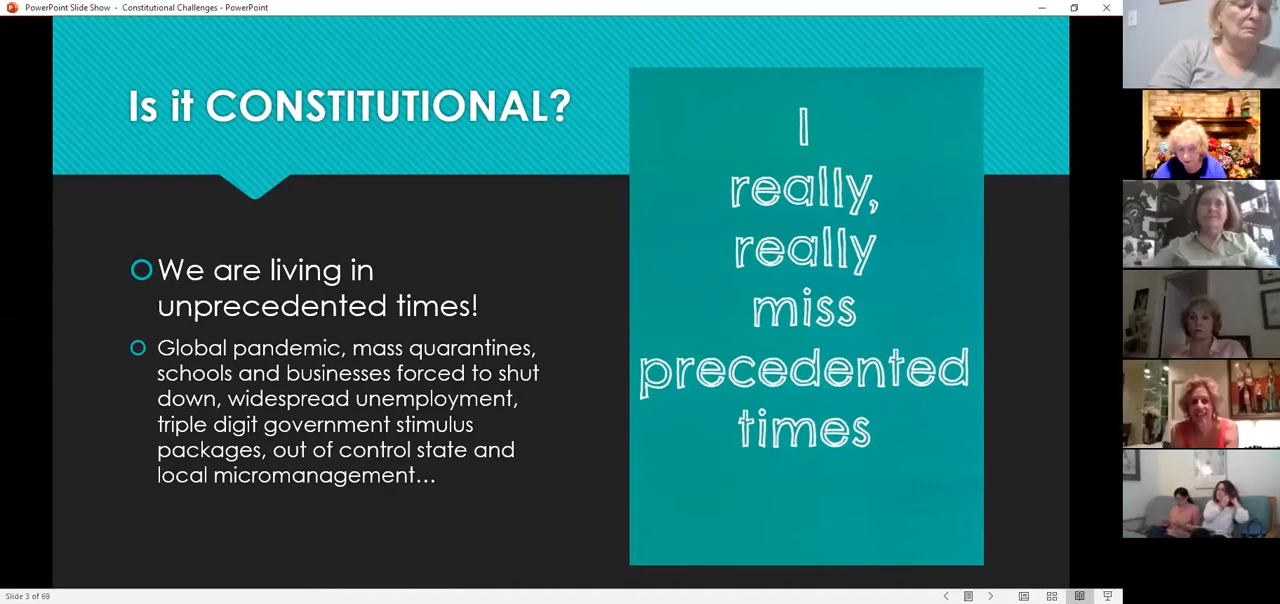 PowerPoint Slide Show - Constitutional Challenges - PowerPoint
Is it CONSTITUTIONAL?
We are living in
unprecedented times!
Global pandemic, mass quarantines,
schools and businesses forced to shut
down, widespread unemployment,
triple digit government stimulus
packages, out of control state and
local micromanagement…
I
really,
really
miss
precedented
times
Slide 3 of 69